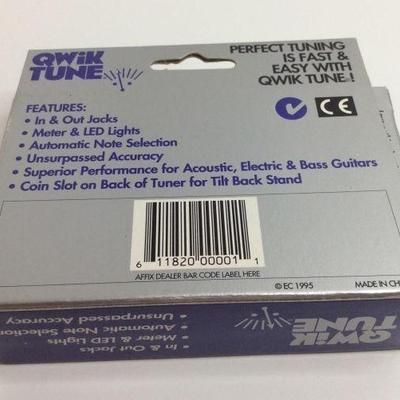 QWIK
TUNE
PERFECT TUNING
IS FAST &
EASY WITH
QWIK TUNE !
CE
FEATURES:
• In & Out Jacks
• Meter & LED Lights
• Automatic Note Selection
• Unsurpassed Accuracy
• Superior Performance for Acoustic, Electric & Bass Guitars
• Coin Slot on Back of Tuner for Tilt Back Stand
6 11820 00001 1
AFFIX DEALER BAR CODE LABEL HERE
© EC 1995
MADE IN CH
• Unsurpassed Accuracy
• Automatic Note Selection
• Meter & LED Lights
• In & Out Jacks
QWIK
TUNE